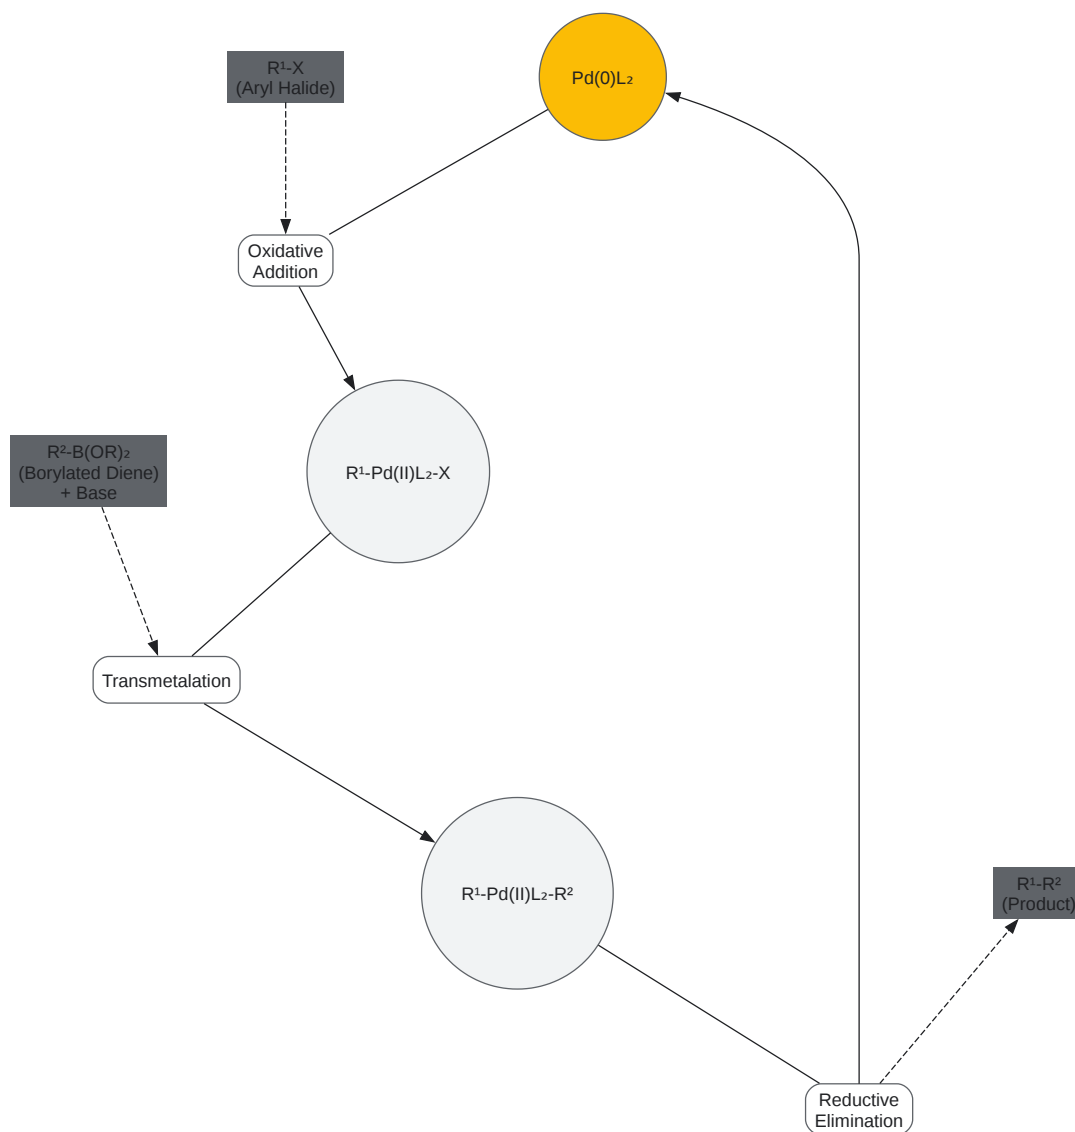 R¹-X
(Aryl Halide)
Pd(0)L₂
Oxidative
Addition
R¹-Pd(II)L₂-X
R²-B(OR)₂
(Borylated Diene)
+ Base
Transmetalation
R¹-Pd(II)L₂-R²
R¹-R²
(Product)
Reductive
Elimination